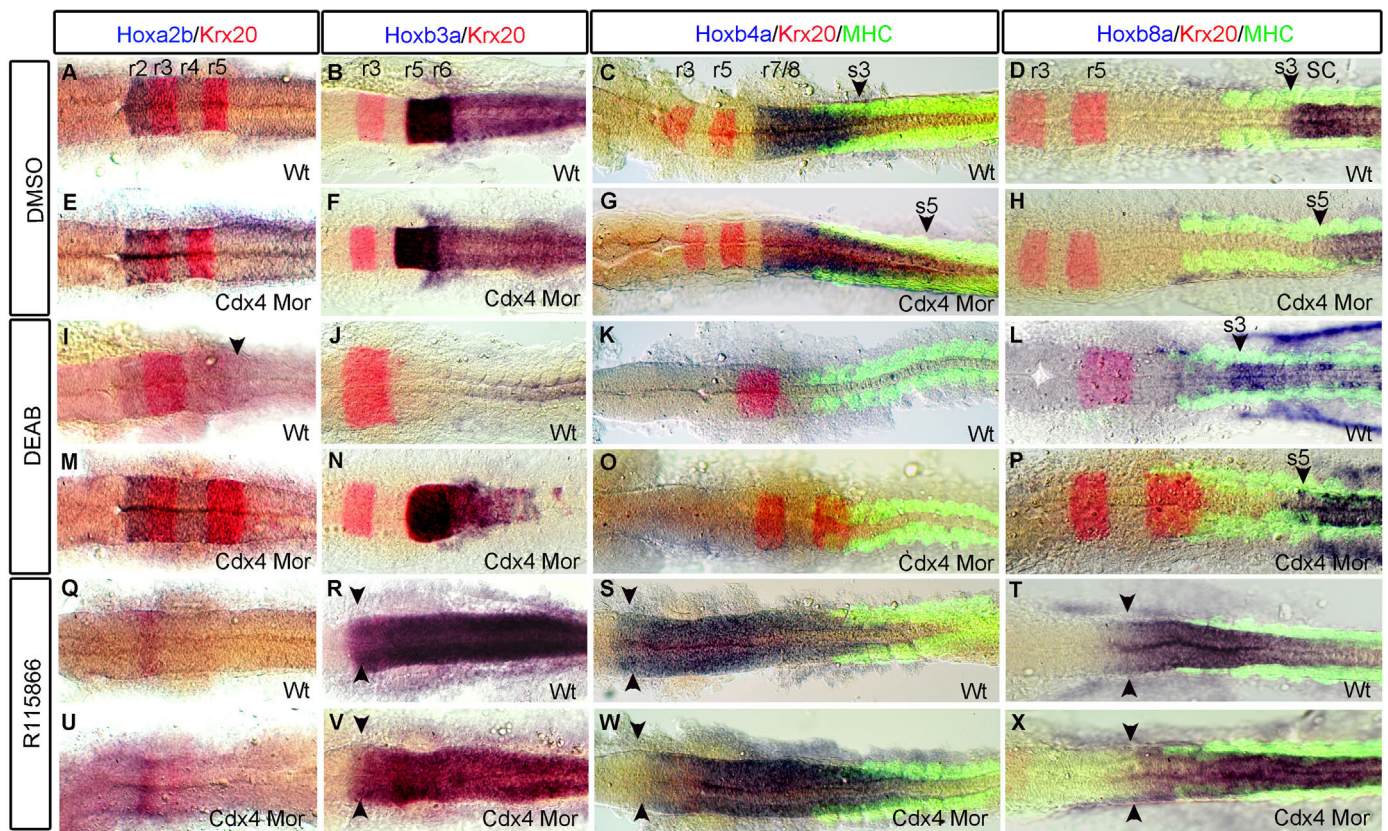 Hoxa2b/Krx20
Hoxb3a/Krx20
Hoxb4a/Krx20/MHC
Hoxb8a/Krx20/MHC
DMSO
A
r2 r3 r4 r5
Wt
B
r3 r5 r6
Wt
C
r3 r5 r7/8 s3
Wt
D
r3 r5 s3 SC
Wt
E
Cdx4 Mor
F
Cdx4 Mor
G
s5
Cdx4 Mor
H
s5
Cdx4 Mor
DEAB
I
Wt
J
Wt
K
Wt
L
s3
Wt
M
Cdx4 Mor
N
Cdx4 Mor
O
Cdx4 Mor
P
s5
Cdx4 Mor
R115866
Q
Wt
R
Wt
S
Wt
T
Wt
U
Cdx4 Mor
V
Cdx4 Mor
W
Cdx4 Mor
X
Cdx4 Mor